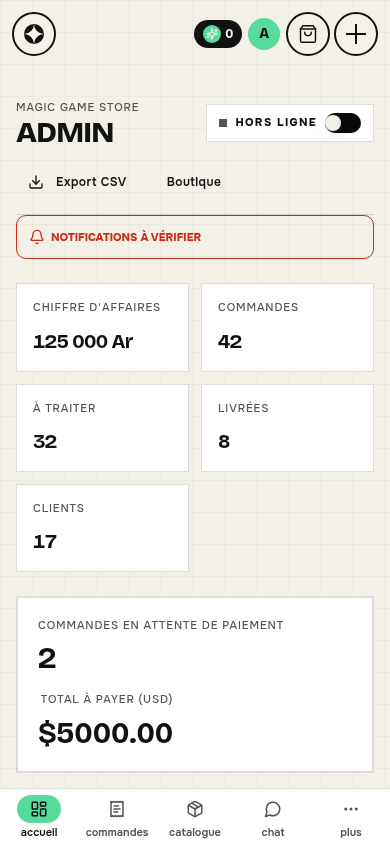 0
A
MAGIC GAME STORE
ADMIN
HORS LIGNE
Export CSV
Boutique
NOTIFICATIONS À VÉRIFIER
CHIFFRE D'AFFAIRES
125 000 Ar
COMMANDES
42
À TRAITER
32
LIVRÉES
8
CLIENTS
17
COMMANDES EN ATTENTE DE PAIEMENT
2
TOTAL À PAYER (USD)
$5000.00
accueil
commandes
catalogue
chat
plus